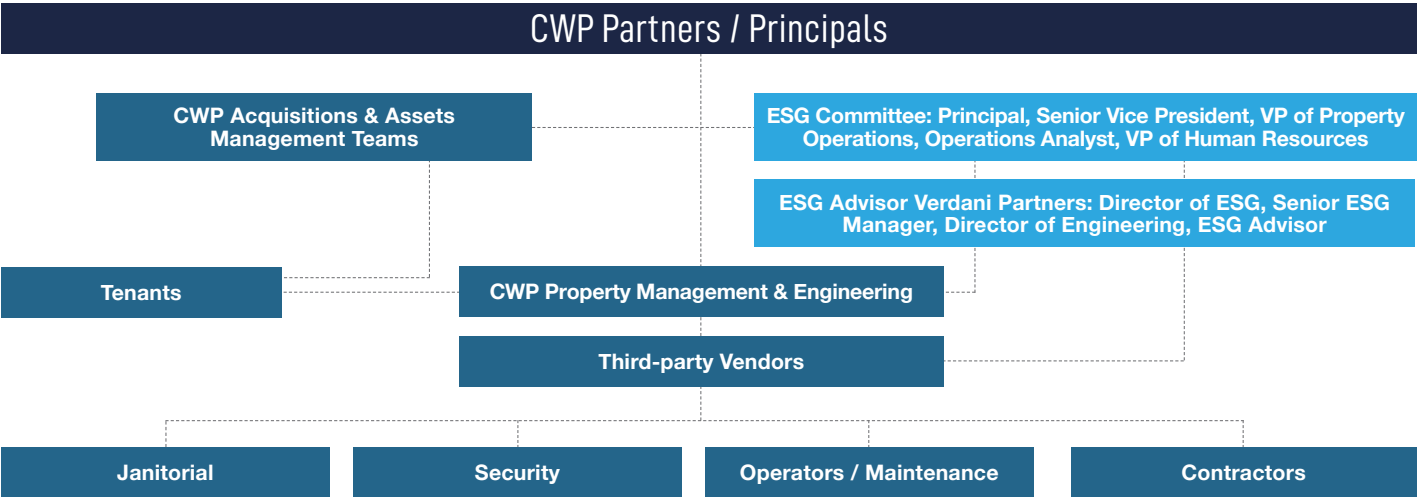 CWP Partners / Principals
CWP Acquisitions & Assets
Management Teams
ESG Committee: Principal, Senior Vice President, VP of Property
Operations, Operations Analyst, VP of Human Resources
ESG Advisor Verdani Partners: Director of ESG, Senior ESG
Manager, Director of Engineering, ESG Advisor
Tenants
CWP Property Management & Engineering
Third-party Vendors
Janitorial
Security
Operators / Maintenance
Contractors